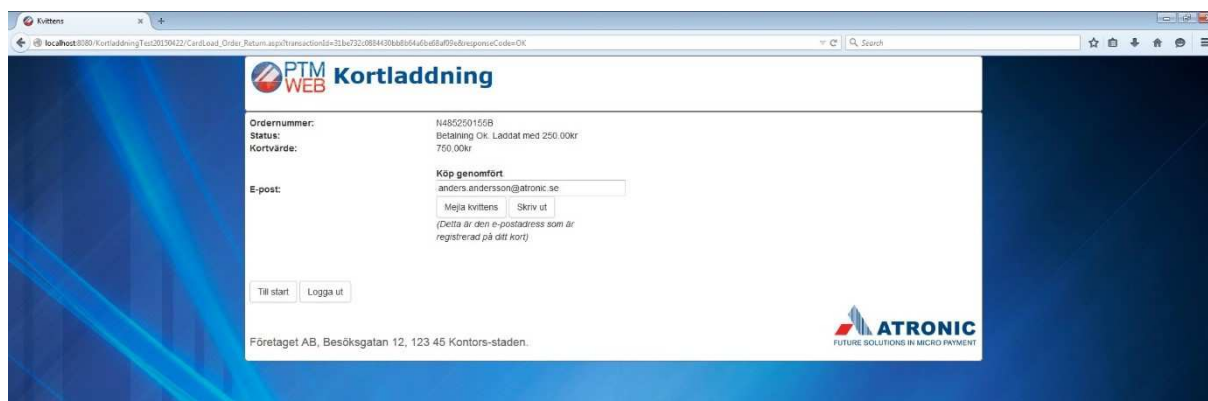 Kvittens
localhost:8080/KortladdningTest20150422/CardLoad_Order_Return.aspx?transactionId=31be732c0884430bb8b64a6be68af09e&responseCode=OK
Search
PTM WEB Kortladdning
Ordernummer: N485250155B
Status: Betalning Ok. Laddat med 250.00kr
Kortvärde: 750,00kr
Köp genomfört
E-post: anders.andersson@atronic.se
Mejla kvittens Skriv ut
(Detta är den e-postadress som är
registrerad på ditt kort)
Till start Logga ut
ATRONIC
FUTURE SOLUTIONS IN MICRO PAYMENT
Företaget AB, Besöksgatan 12, 123 45 Kontors-staden.